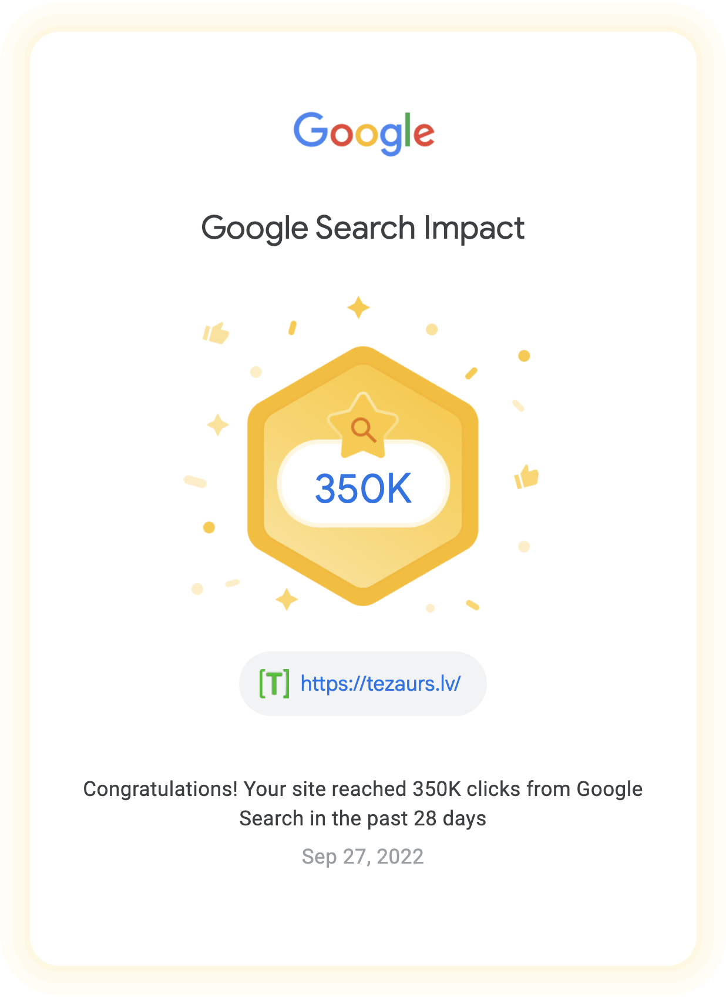 Google
Google Search Impact
350K
[T] https://tezaurs.lv/
Congratulations! Your site reached 350K clicks from Google
Search in the past 28 days
Sep 27, 2022